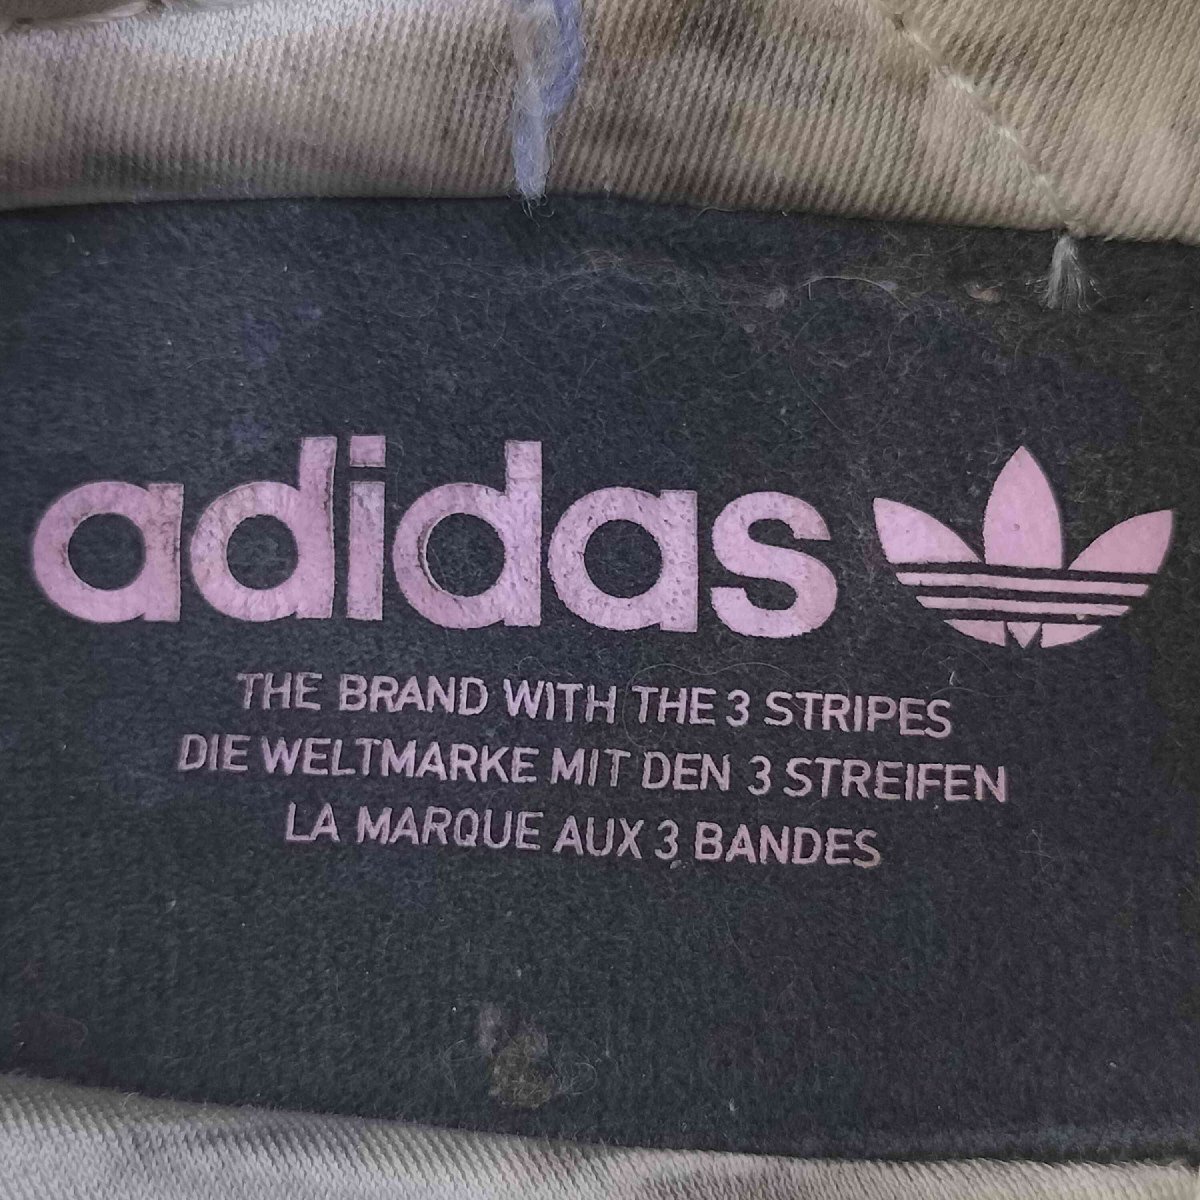 adidas
THE BRAND WITH THE 3 STRIPES
DIE WELTMARKE MIT DEN 3 STREIFEN
LA MARQUE AUX 3 BANDES